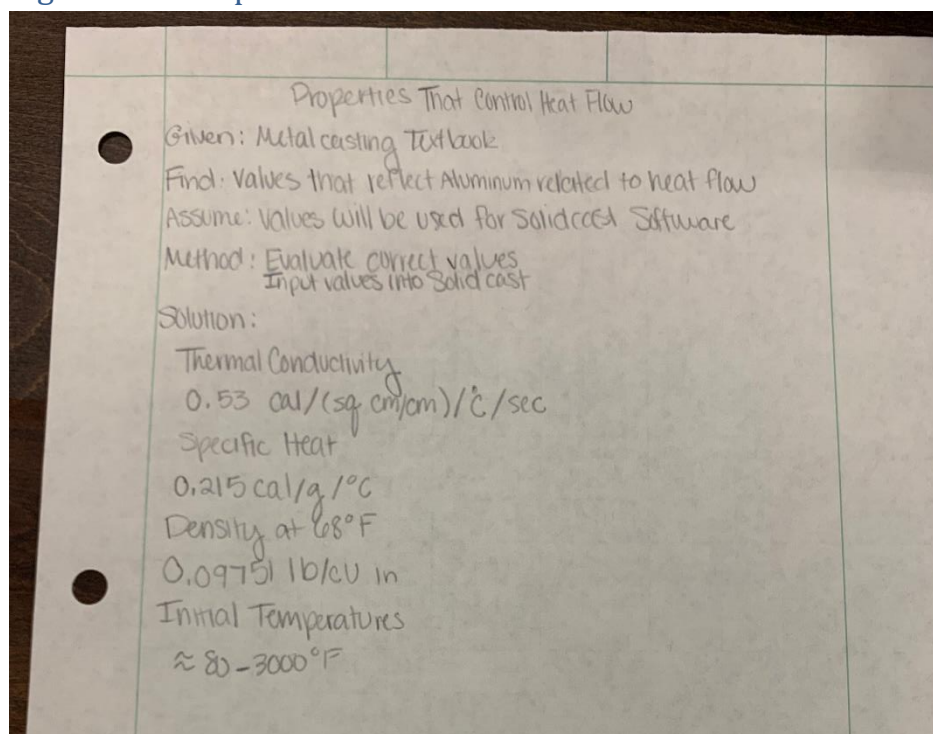 Properties That Control Heat Flow
Given: Metal casting Textbook
Find: Values that reflect Aluminum related to heat flow
Assume: Values will be used for Solidcast Software
Method: Evaluate correct values
Input values into Solid cast
Solution:
Thermal Conductivity
0.53 cal/(sq cm/cm)/°C/sec
Specific Heat
0.215 cal/g/°C
Density at 68°F
0.09751 lb/cu in
Initial Temperatures
≈ 80-3000°F